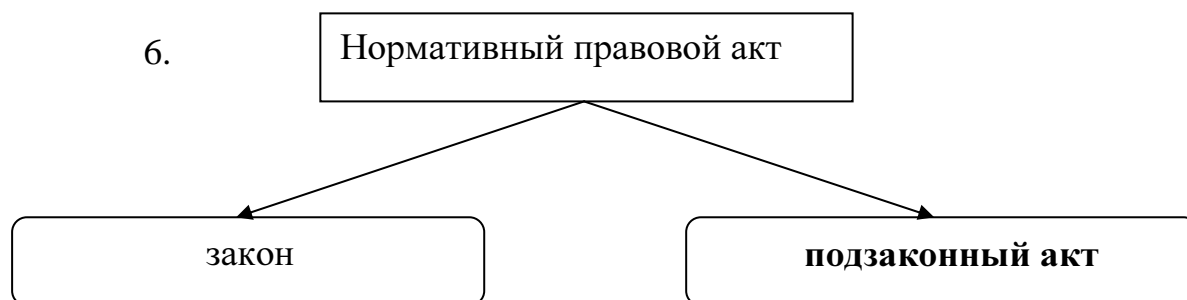 6.
Нормативный правовой акт
закон
подзаконный акт